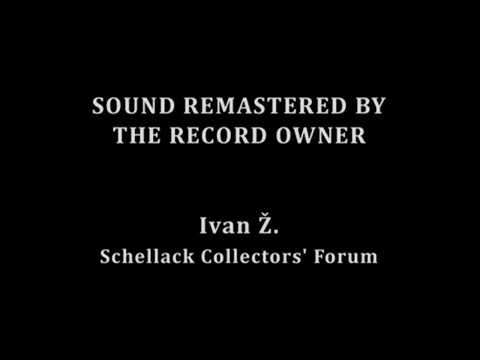 SOUND REMASTERED BY
THE RECORD OWNER
Ivan Ž.
Schellack Collectors' Forum